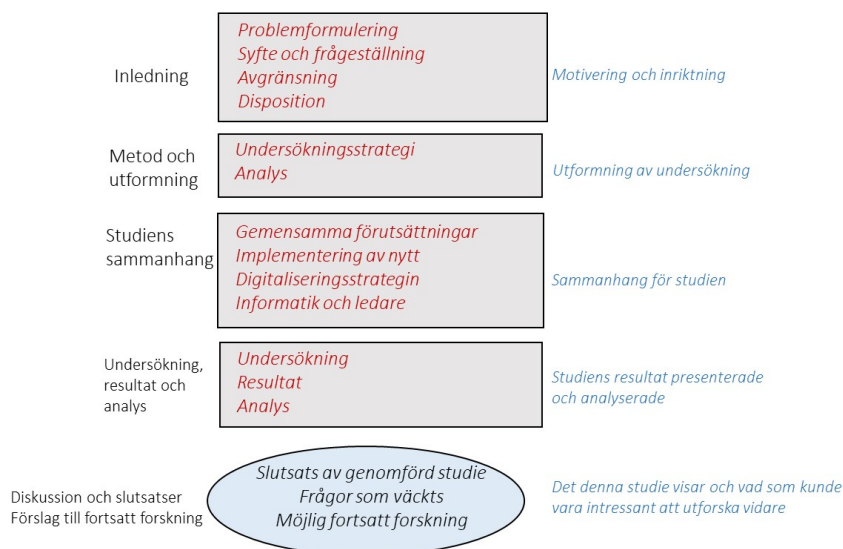 Inledning
Problemformulering
Syfte och frågeställning
Avgränsning
Disposition
Motivering och inriktning
Metod och
utformning
Undersökningsstrategi
Analys
Utformning av undersökning
Studiens
sammanhang
Gemensamma förutsättningar
Implementering av nytt
Digitaliseringsstrategin
Informatik och ledare
Sammanhang för studien
Undersökning,
resultat och
analys
Undersökning
Resultat
Analys
Studiens resultat presenterade
och analyserade
Diskussion och slutsatser
Förslag till fortsatt forskning
Slutsats av genomförd studie
Frågor som väckts
Möjlig fortsatt forskning
Det denna studie visar och vad som kunde
vara intressant att utforska vidare